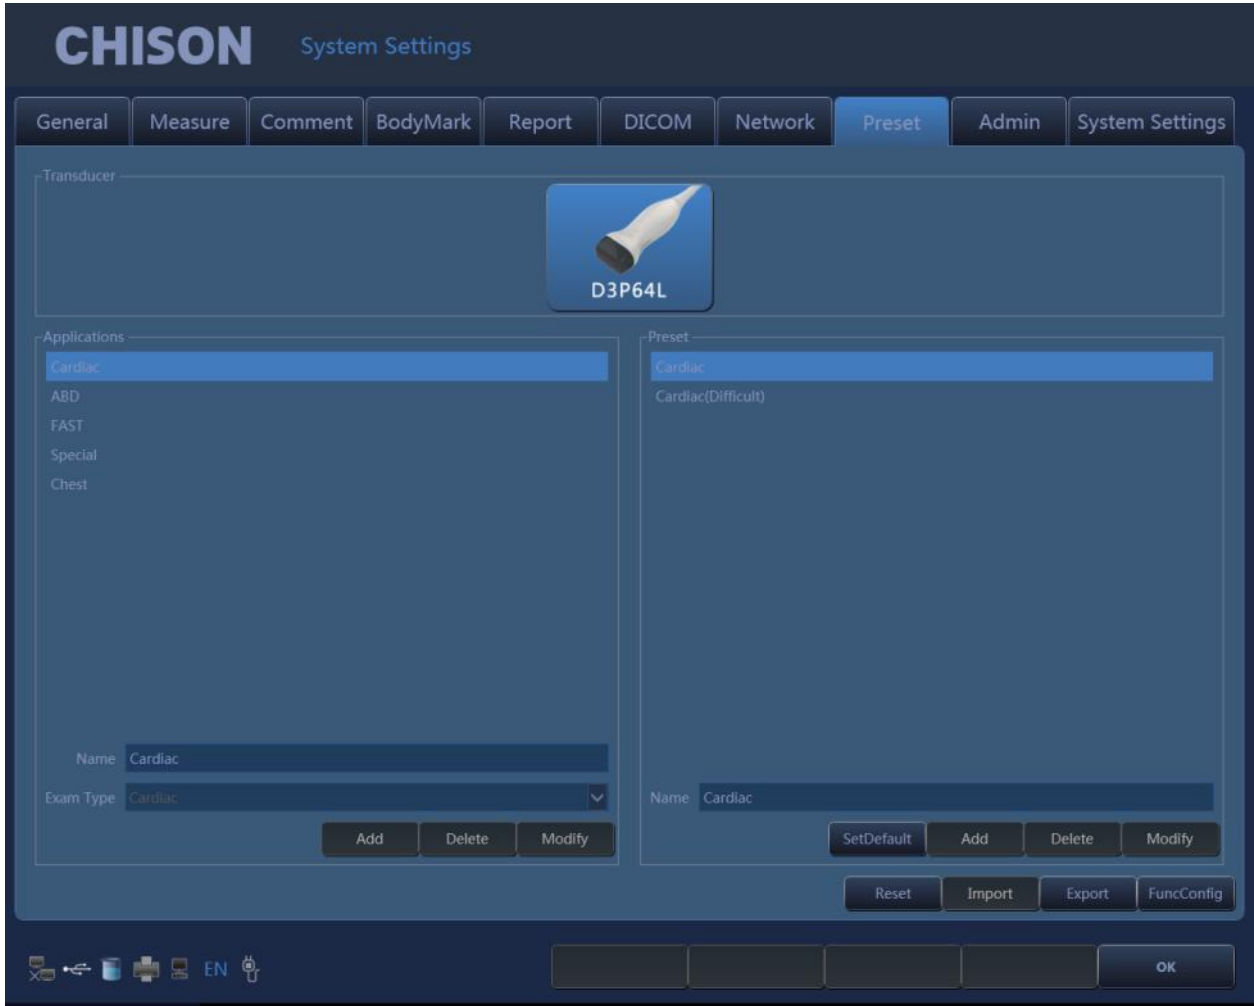 CHISON System Settings
General Measure Comment BodyMark Report DICOM Network Preset Admin System Settings
Transducer
D3P64L
Applications
Cardiac
ABD
FAST
Special
Chest
Name Cardiac
Exam Type Cardiac
Add Delete Modify
Preset
Cardiac
Cardiac(Difficult)
Name Cardiac
SetDefault Add Delete Modify
Reset Import Export FuncConfig
EN
OK